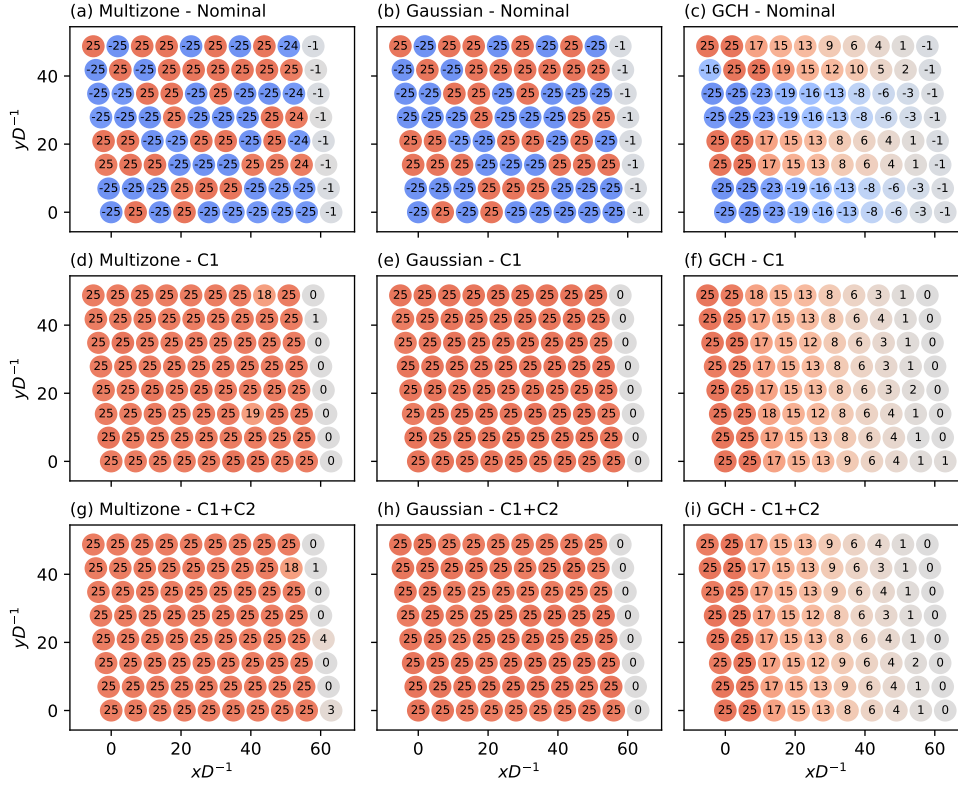 (a) Multizone - Nominal
25 -25 25 25 -25 25 -25 25 -24 -1
-25 25 -25 25 25 25 25 25 25 -1
-25 -25 25 25 -25 25 -25 -25 -24 -1
-25 -25 -25 25 -25 -25 -25 25 24 -1
25 25 -25 -25 25 25 -25 25 -24 -1
25 25 25 -25 -25 -25 25 25 24 -1
-25 -25 -25 25 25 25 -25 -25 -25 -1
-25 25 -25 25 -25 -25 -25 -25 -25 -1
40
20
0
yD⁻¹
(b) Gaussian - Nominal
25 -25 25 25 -25 25 -25 25 -25 -1
-25 25 -25 25 25 25 25 25 25 -1
-25 -25 25 25 -25 25 -25 -25 -25 -1
-25 -25 -25 25 -25 -25 -25 25 25 -1
25 25 -25 -25 -25 25 -25 25 -25 -1
25 25 25 -25 -25 -25 25 25 25 -1
-25 -25 -25 25 25 25 -25 -25 -25 -1
-25 25 -25 25 -25 -25 -25 -25 -25 -1
(c) GCH - Nominal
25 25 17 15 13 9 6 4 1 -1
-16 25 25 19 15 12 10 5 2 -1
-25 -25 -23 -19 -16 -13 -8 -6 -3 -1
-25 -25 -23 -19 -16 -13 -8 -6 -3 -1
25 25 17 15 13 8 6 4 1 -1
25 25 17 15 13 8 6 4 1 -1
-25 -25 -23 -19 -16 -13 -8 -6 -3 -1
-25 -25 -23 -19 -16 -13 -8 -6 -3 -1
(d) Multizone - C1
25 25 25 25 25 25 25 18 25 0
25 25 25 25 25 25 25 25 25 1
25 25 25 25 25 25 25 25 25 0
25 25 25 25 25 25 25 25 25 0
25 25 25 25 25 25 25 25 25 0
25 25 25 25 25 25 19 25 25 0
25 25 25 25 25 25 25 25 25 0
25 25 25 25 25 25 25 25 25 0
40
20
0
yD⁻¹
(e) Gaussian - C1
25 25 25 25 25 25 25 25 25 0
25 25 25 25 25 25 25 25 25 0
25 25 25 25 25 25 25 25 25 0
25 25 25 25 25 25 25 25 25 0
25 25 25 25 25 25 25 25 25 0
25 25 25 25 25 25 25 25 25 0
25 25 25 25 25 25 25 25 25 0
25 25 25 25 25 25 25 25 25 0
(f) GCH - C1
25 25 18 15 13 8 6 3 1 0
25 25 17 15 13 8 6 4 1 0
25 25 17 15 12 8 6 3 1 0
25 25 17 15 13 8 6 3 1 0
25 25 17 15 13 8 6 3 2 0
25 25 18 15 12 8 6 4 1 0
25 25 17 15 13 8 6 4 1 0
25 25 17 15 13 9 6 4 1 1
(g) Multizone - C1+C2
25 25 25 25 25 25 25 25 25 0
25 25 25 25 25 25 25 25 18 1
25 25 25 25 25 25 25 25 25 0
25 25 25 25 25 25 25 25 25 0
25 25 25 25 25 25 25 25 25 4
25 25 25 25 25 25 25 25 25 0
25 25 25 25 25 25 25 25 25 0
25 25 25 25 25 25 25 25 25 3
40
20
0
yD⁻¹
0 20 40 60
xD⁻¹
(h) Gaussian - C1+C2
25 25 25 25 25 25 25 25 25 0
25 25 25 25 25 25 25 25 25 0
25 25 25 25 25 25 25 25 25 0
25 25 25 25 25 25 25 25 25 0
25 25 25 25 25 25 25 25 25 0
25 25 25 25 25 25 25 25 25 0
25 25 25 25 25 25 25 25 25 0
25 25 25 25 25 25 25 25 25 0
0 20 40 60
xD⁻¹
(i) GCH - C1+C2
25 25 17 15 13 9 6 4 1 0
25 25 17 15 13 8 6 4 1 0
25 25 17 15 13 8 6 4 1 0
25 25 17 15 12 8 6 3 1 0
25 25 17 15 13 8 6 4 1 0
25 25 17 15 12 9 6 4 2 0
25 25 17 15 13 9 6 4 1 0
25 25 17 15 13 8 6 4 1 0
0 20 40 60
xD⁻¹